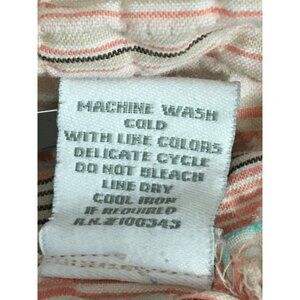 MACHINE WASH
COLD
WITH LIKE COLORS
DELICATE CYCLE
DO NOT BLEACH
LINE DRY
COOL IRON
IF REQUIRED
R.N.#100343